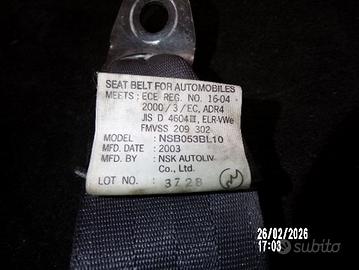 SEAT BELT FOR AUTOMOBILES
MEETS: ECE REG. NO. 16-04
2000/3/EC, ADR4
JIS D 4604III, ELR-VWe
FMVSS 209 302
MODEL : NSB053BL10
MFD. DATE : 2003
MFD. BY : NSK AUTOLIV
Co., Ltd.
LOT NO. : 372B
26/02/2026
17:03
subito